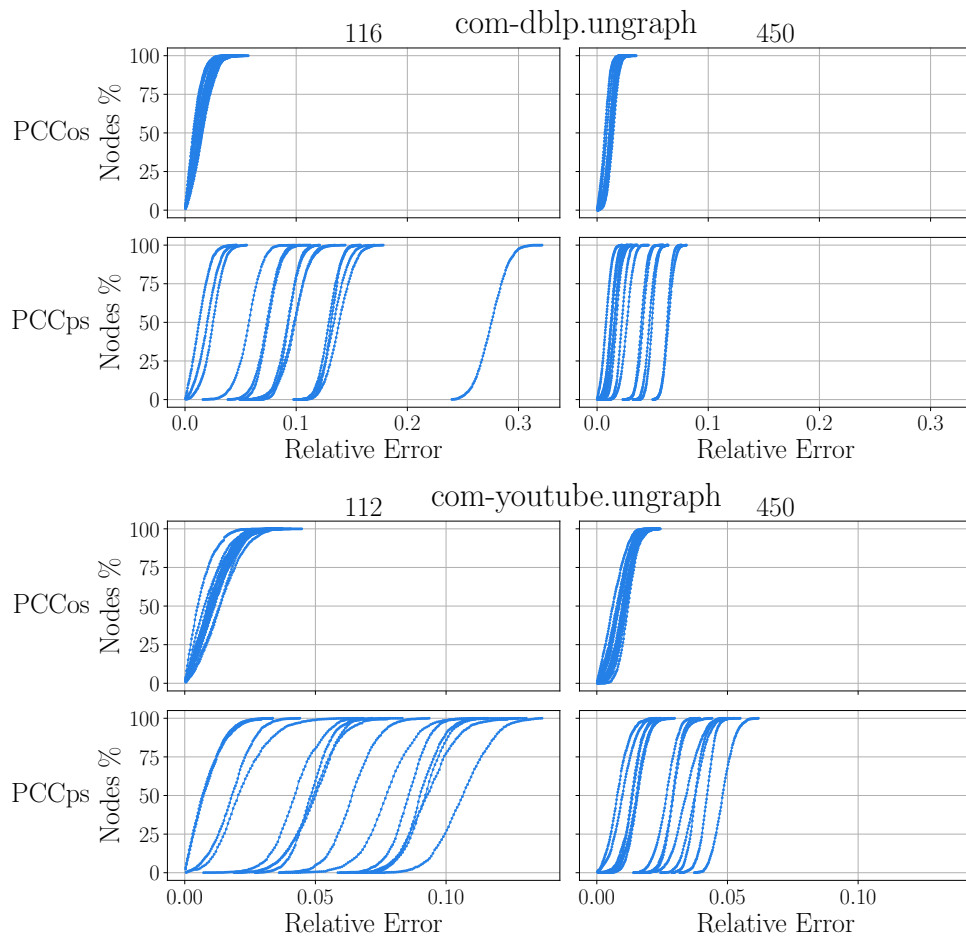 com-dblp.ungraph
116 450
PCCos
Nodes %
100
75
50
25
0
PCCps
Nodes %
100
75
50
25
0
0.0 0.1 0.2 0.3 0.0 0.1 0.2 0.3
Relative Error Relative Error
com-youtube.ungraph
112 450
PCCos
Nodes %
100
75
50
25
0
PCCps
Nodes %
100
75
50
25
0
0.00 0.05 0.10 0.00 0.05 0.10
Relative Error Relative Error